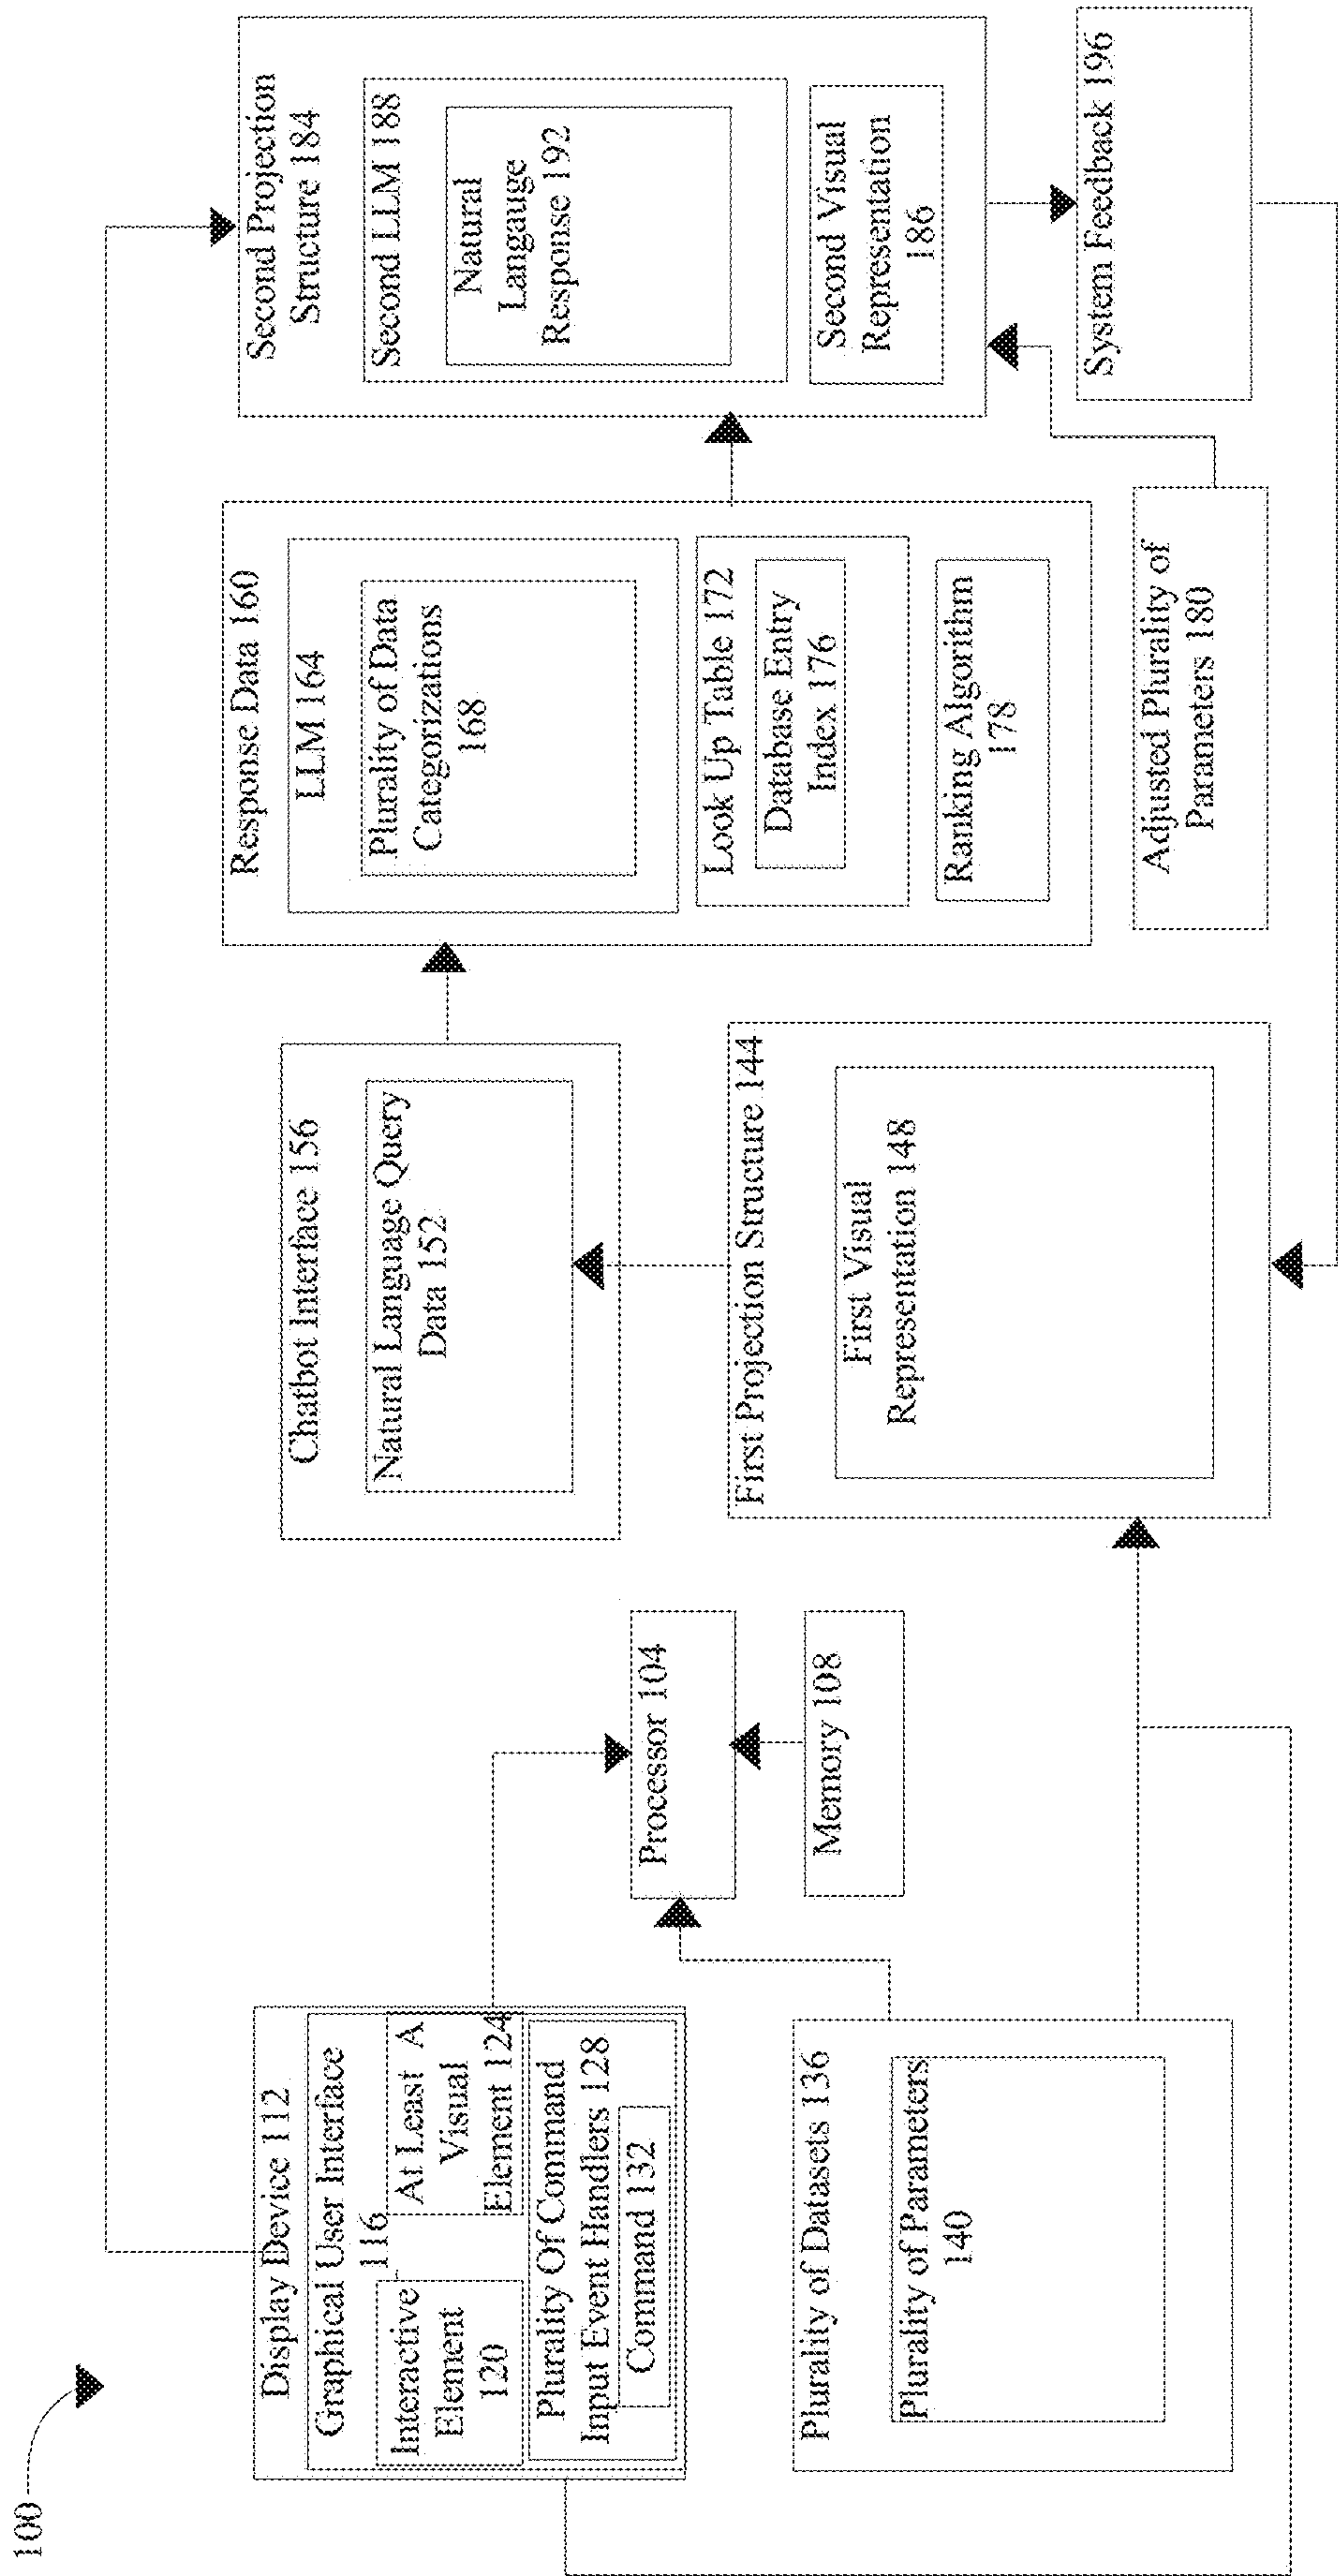 100
Display Device 112
Graphical User Interface
116
Interactive
Element
120
At Least A
Visual
Element 124
Plurality Of Command
Input Event Handlers 128
Command 132
Plurality of Datasets 136
Plurality of Parameters
140
Processor 104
Memory 108
Chatbot Interface 156
Natural Language Query
Data 152
First Projection Structure 144
First Visual
Representation 148
Response Data 160
LLM 164
Plurality of Data
Categorizations
168
Look Up Table 172
Database Entry
Index 176
Ranking Algorithm
178
Adjusted Plurality of
Parameters 180
Second Projection
Structure 184
Second LLM 188
Natural
Langauge
Response 192
Second Visual
Representation
186
System Feedback 196